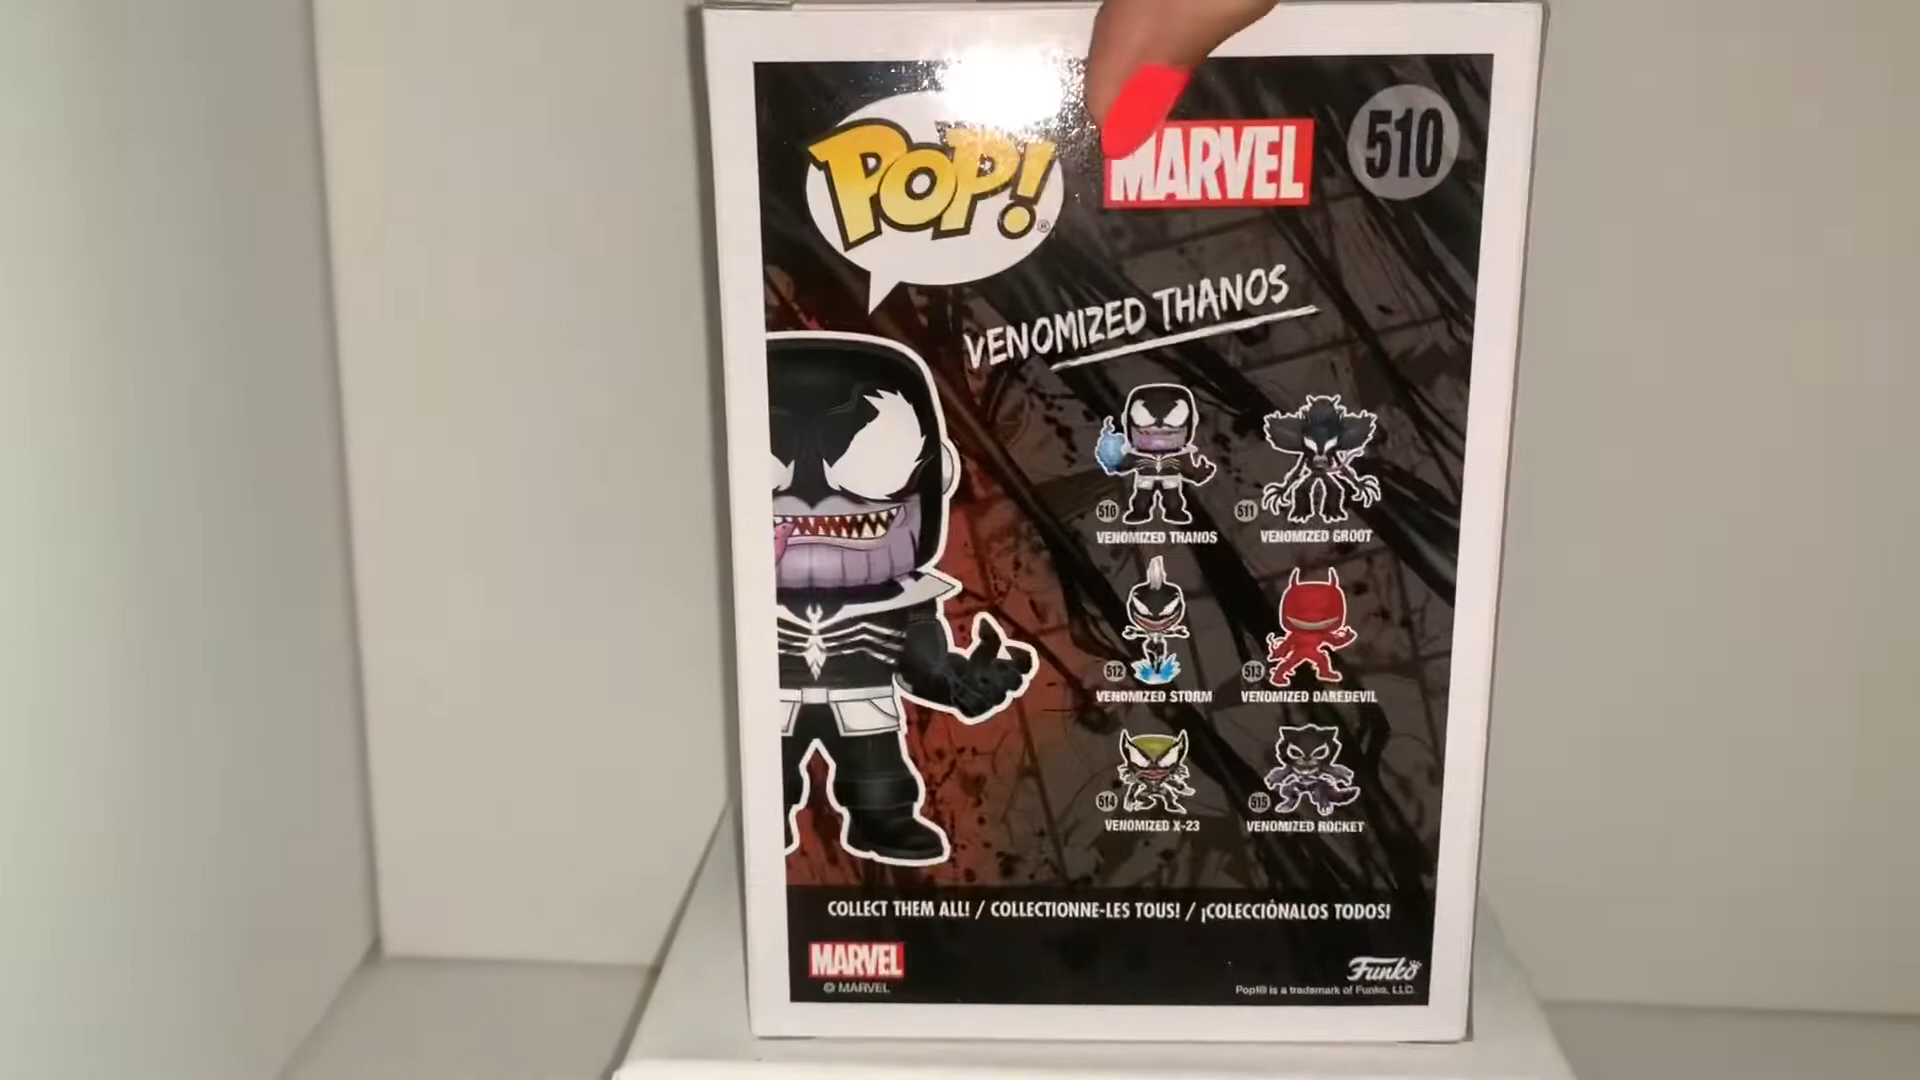 POP!®
MARVEL
510
VENOMIZED THANOS
510
VENOMIZED THANOS
511
VENOMIZED GROOT
512
VENOMIZED STORM
513
VENOMIZED DAREDEVIL
514
VENOMIZED X-23
515
VENOMIZED ROCKET
COLLECT THEM ALL! / COLLECTIONNE-LES TOUS! / ¡COLECCIÓNALOS TODOS!
MARVEL
© MARVEL
Funko
Pop!® is a trademark of Funko, LLC.